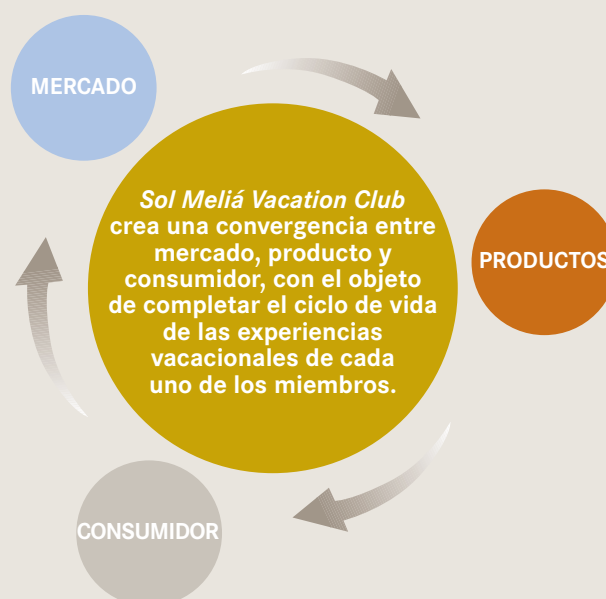 MERCADO
Sol Meliá Vacation Club
crea una convergencia entre
mercado, producto y
consumidor, con el objeto
de completar el ciclo de vida
de las experiencias
vacacionales de cada
uno de los miembros.
PRODUCTOS
CONSUMIDOR